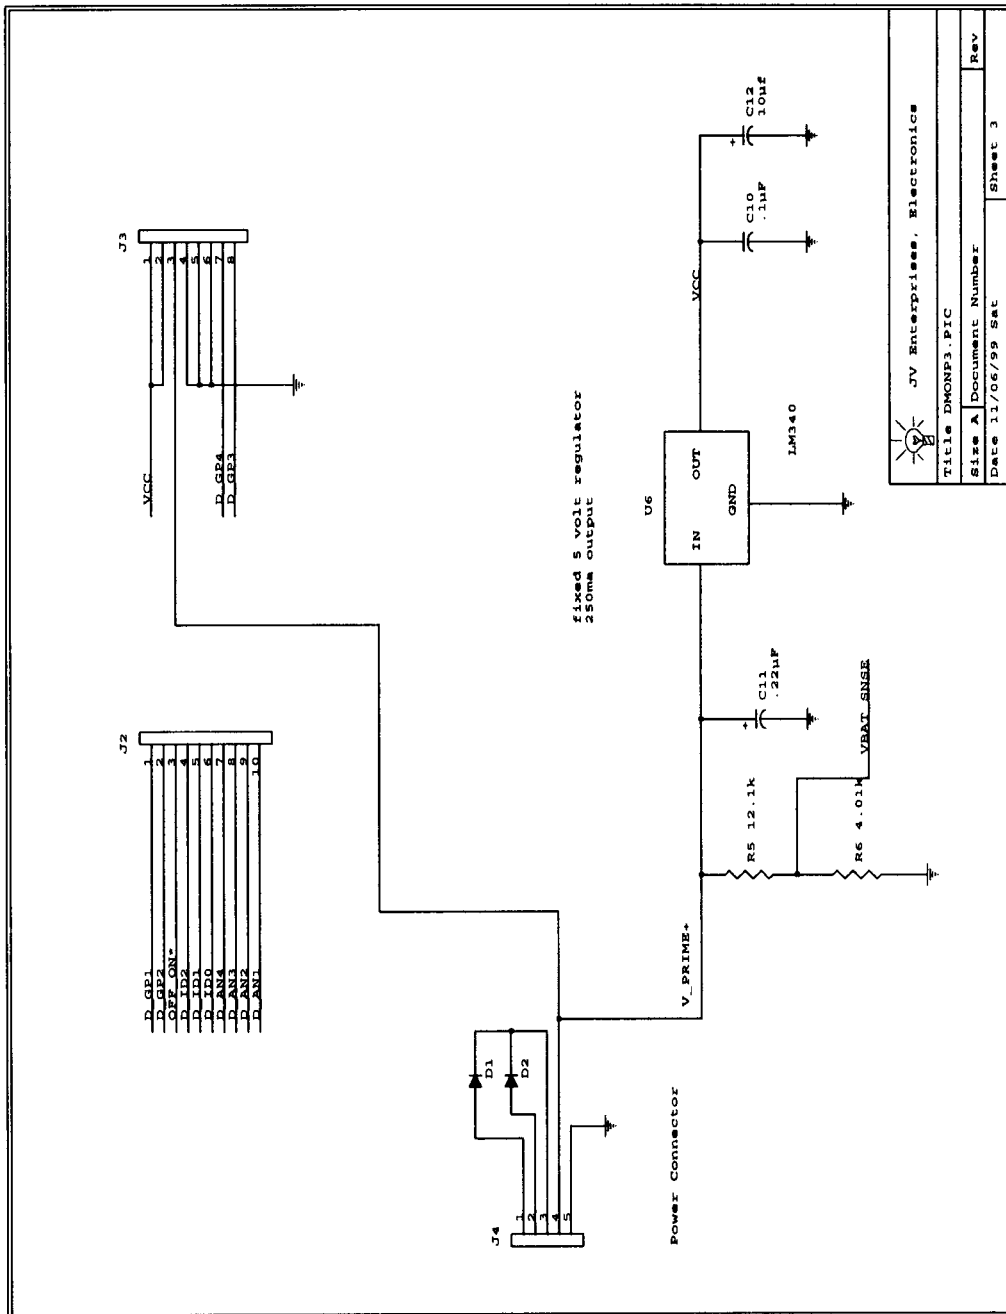 J4
1
2
3
4
5
D1
D2
Power Connector
J2
D_GP1 1
D_GP2 2
OFF_ON* 3
D_ID2 4
D_ID1 5
D_ID0 6
D_AN4 7
D_AN3 8
D_AN2 9
D_AN1 10
J3
VCC 1
2
3
4
5
6
D_GP4 7
D_GP3 8
V_PRIME+
R5 12.1k
R6 4.01k
VBAT_SNSE
C11
.22µF
fixed 5 volt regulator
250ma output
U6
IN OUT
GND
LM340
VCC
C10
.1µF
C12
10uf
JV Enterprises, Electronics
Title DMONP3.PIC
Size A Document Number Rev
Date 11/06/99 Sat Sheet 3